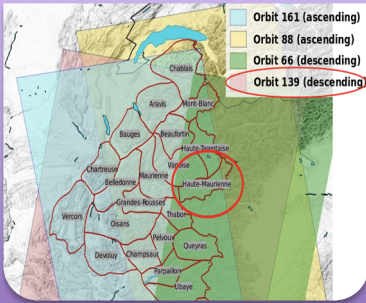 Orbit 161 (ascending)
Orbit 88 (ascending)
Orbit 66 (descending)
Orbit 139 (descending)
Chablais
Aravis
Mont-Blanc
Bauges
Beaufortin
Haute-Tarentaise
Vanoise
Chartreuse
Maurienne
Belledonne
Haute-Maurienne
Grandes-Rousses
Vercors
Thabor
Oisans
Pelvoux
Queyras
Devoluy
Champsaur
Parpaillon
Ubaye